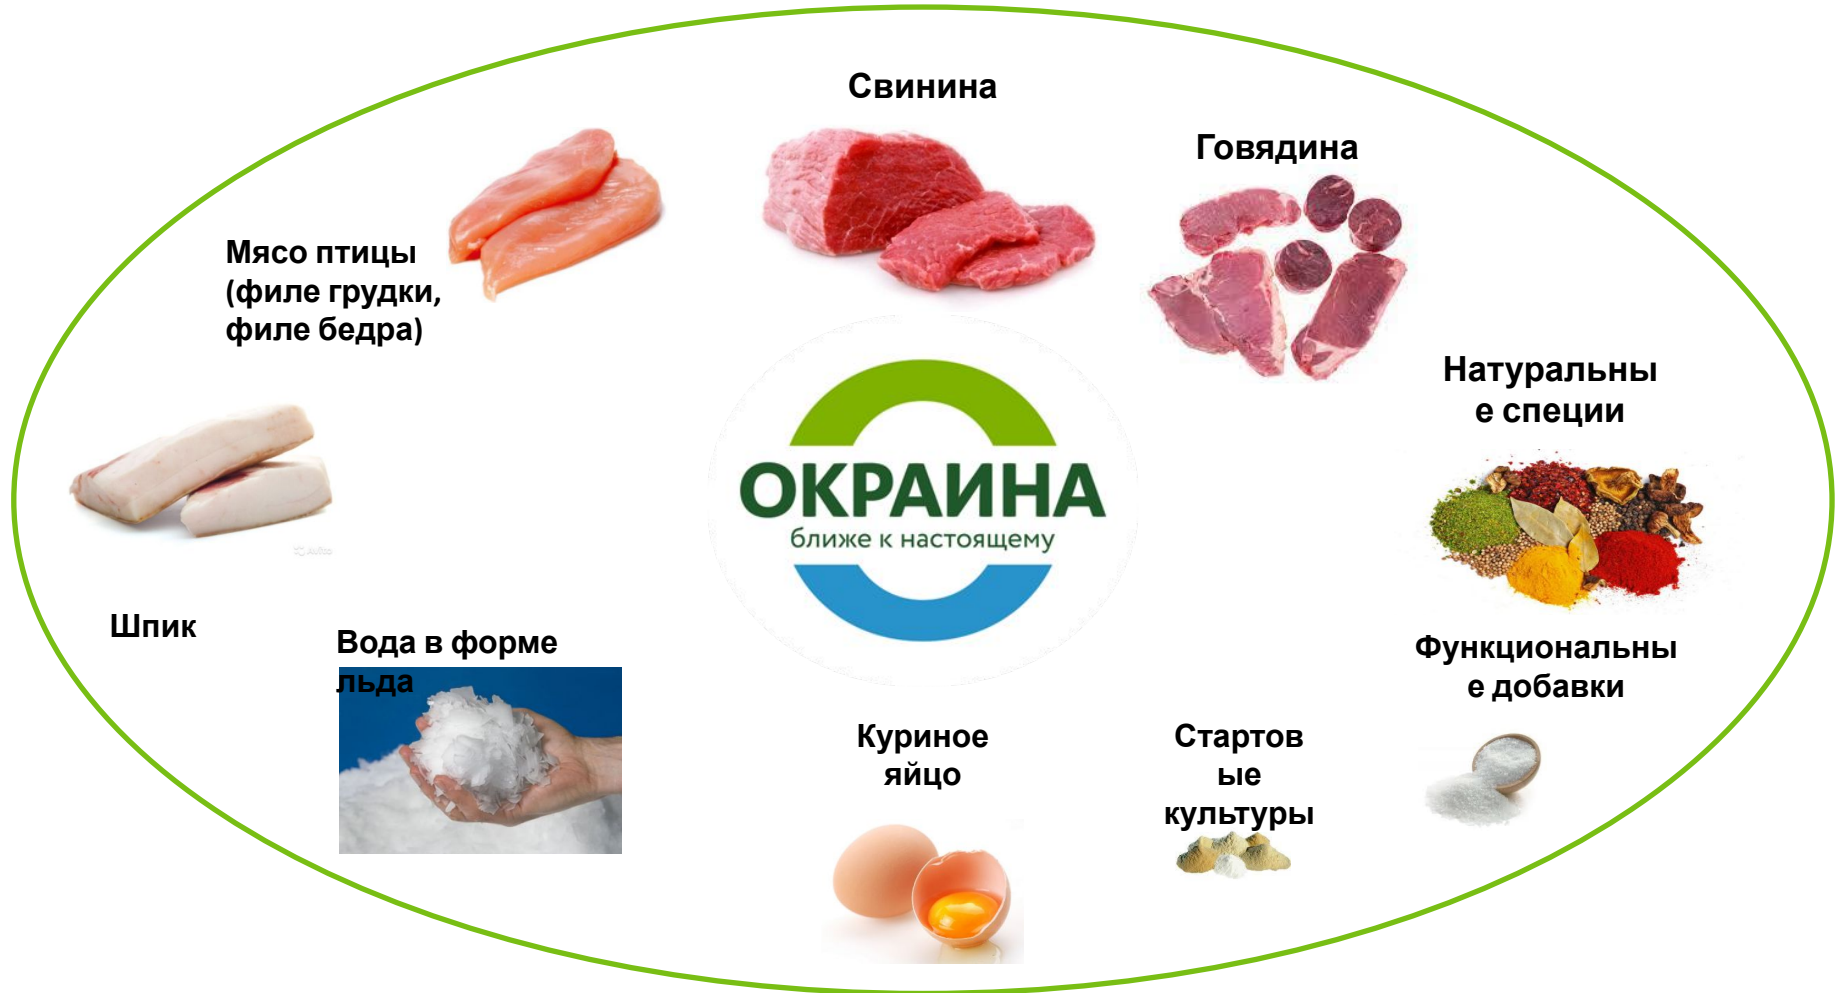 Свинина
Говядина
Мясо птицы
(филе грудки,
филе бедра)
Натуральны
е специи
ОКРАИНА
ближе к настоящему
Avito
Шпик
Вода в форме
льда
Функциональны
е добавки
Куриное
яйцо
Стартов
ые
культуры